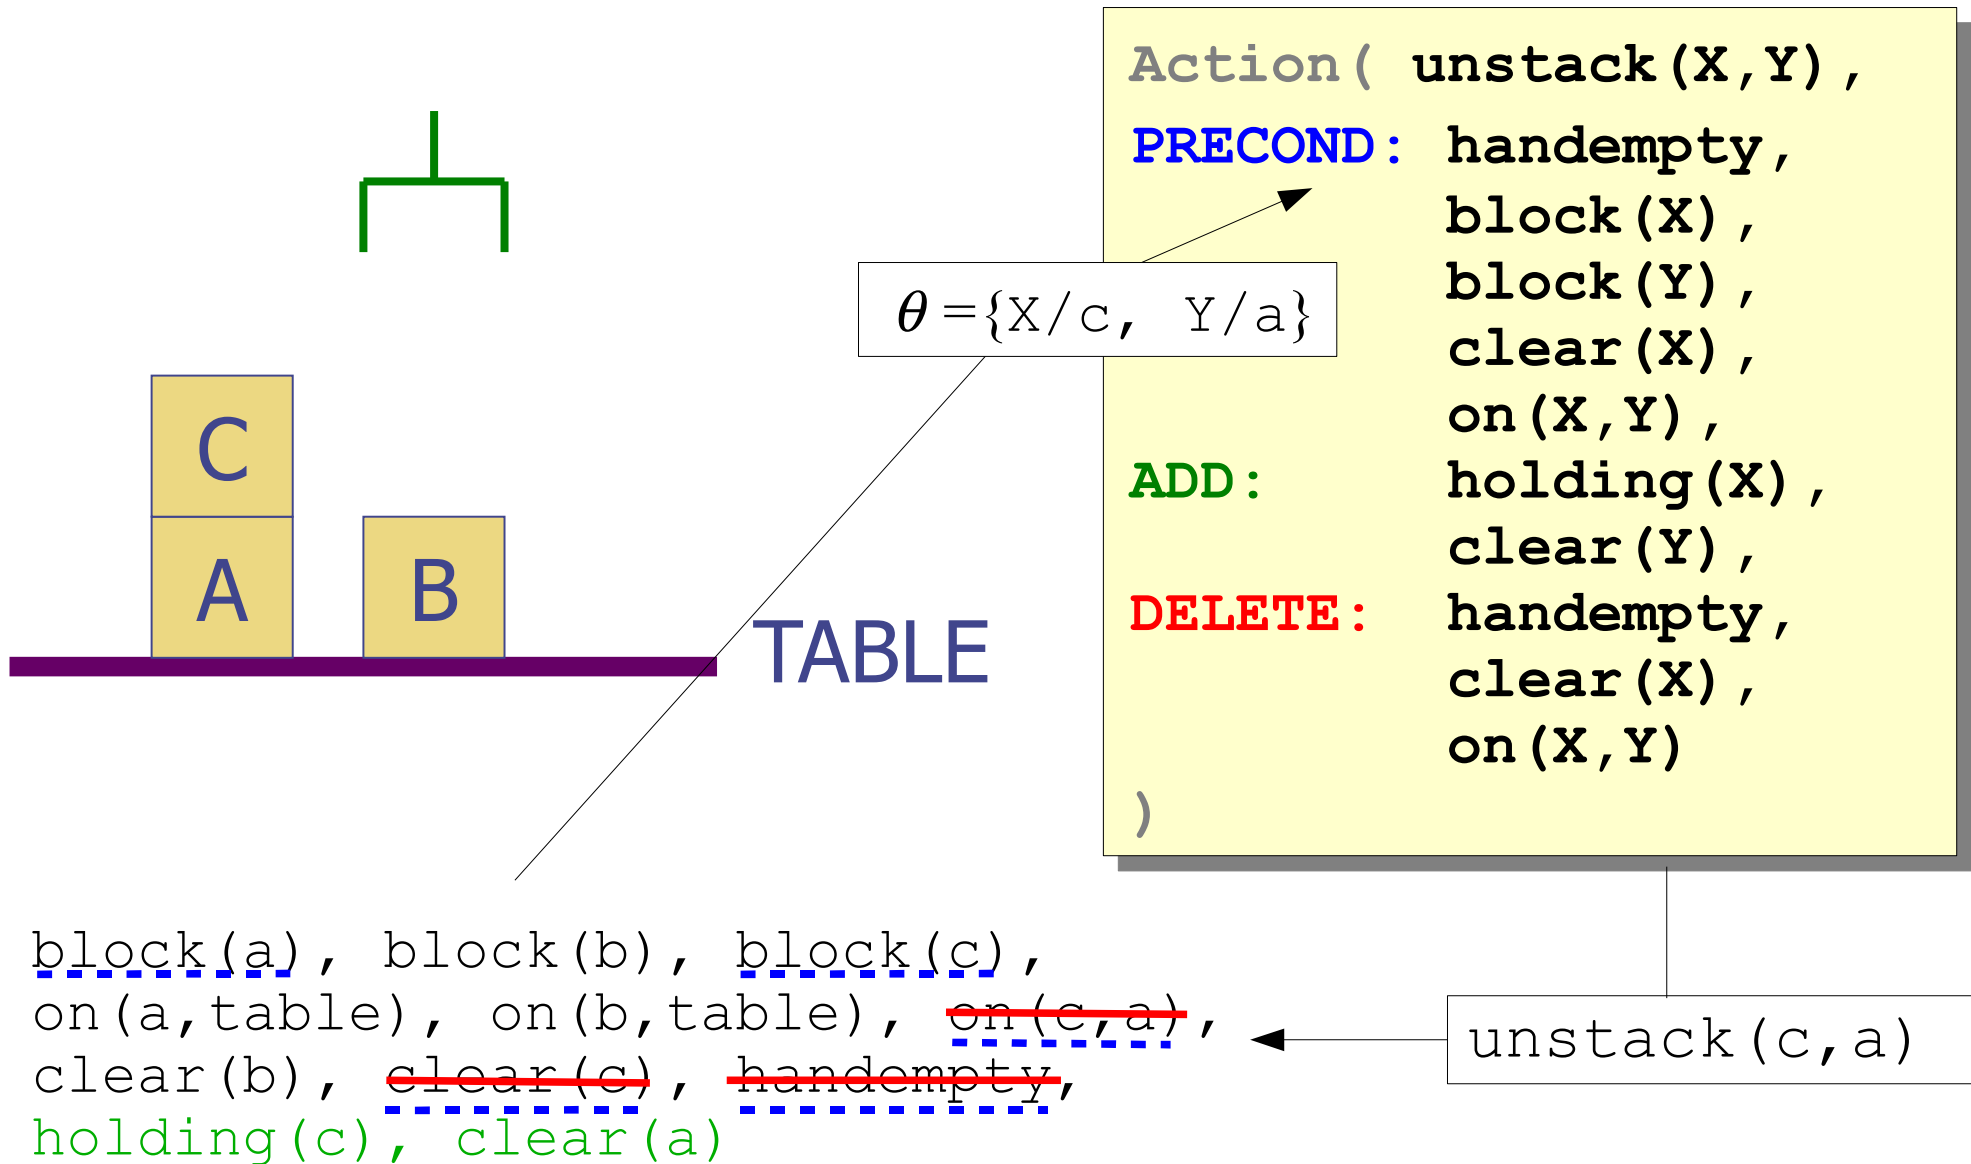 Action( unstack(X,Y),
PRECOND: handempty,
block(X),
block(Y),
clear(X),
on(X,Y),
ADD: holding(X),
clear(Y),
DELETE: handempty,
clear(X),
on(X,Y)
)
θ={X/c, Y/a}
C
A
B
TABLE
block(a), block(b), block(c),
on(a,table), on(b,table), on(c,a),
clear(b), clear(c), handempty,
holding(c), clear(a)
unstack(c,a)